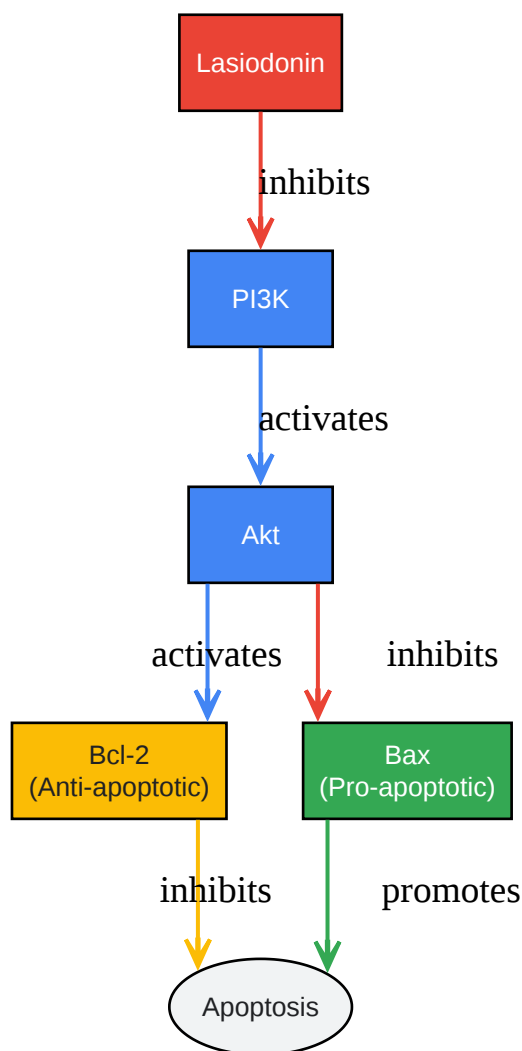 Lasiodonin
inhibits
PI3K
activates
Akt
activates
inhibits
Bcl-2
(Anti-apoptotic)
Bax
(Pro-apoptotic)
inhibits
promotes
Apoptosis